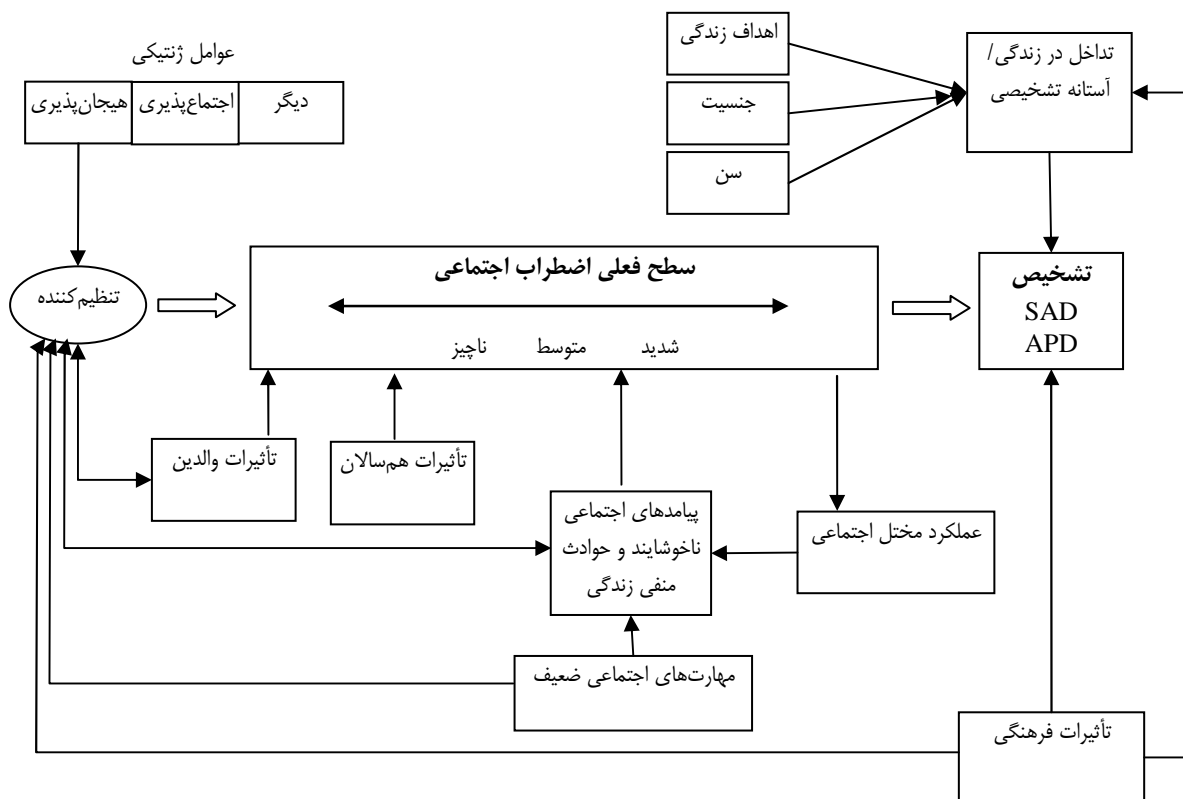 عوامل ژنتیکی
دیگر
اجتماع‌پذیری
هیجان‌پذیری
اهداف زندگی
جنسیت
سن
تداخل در زندگی/
آستانه تشخیصی
تنظیم‌کننده
سطح فعلی اضطراب اجتماعی
ناچیز متوسط شدید
تشخیص
SAD
APD
تأثیرات والدین
تأثیرات هم‌سالان
پیامدهای اجتماعی
ناخوشایند و حوادث
منفی زندگی
عملکرد مختل اجتماعی
مهارت‌های اجتماعی ضعیف
تأثیرات فرهنگی